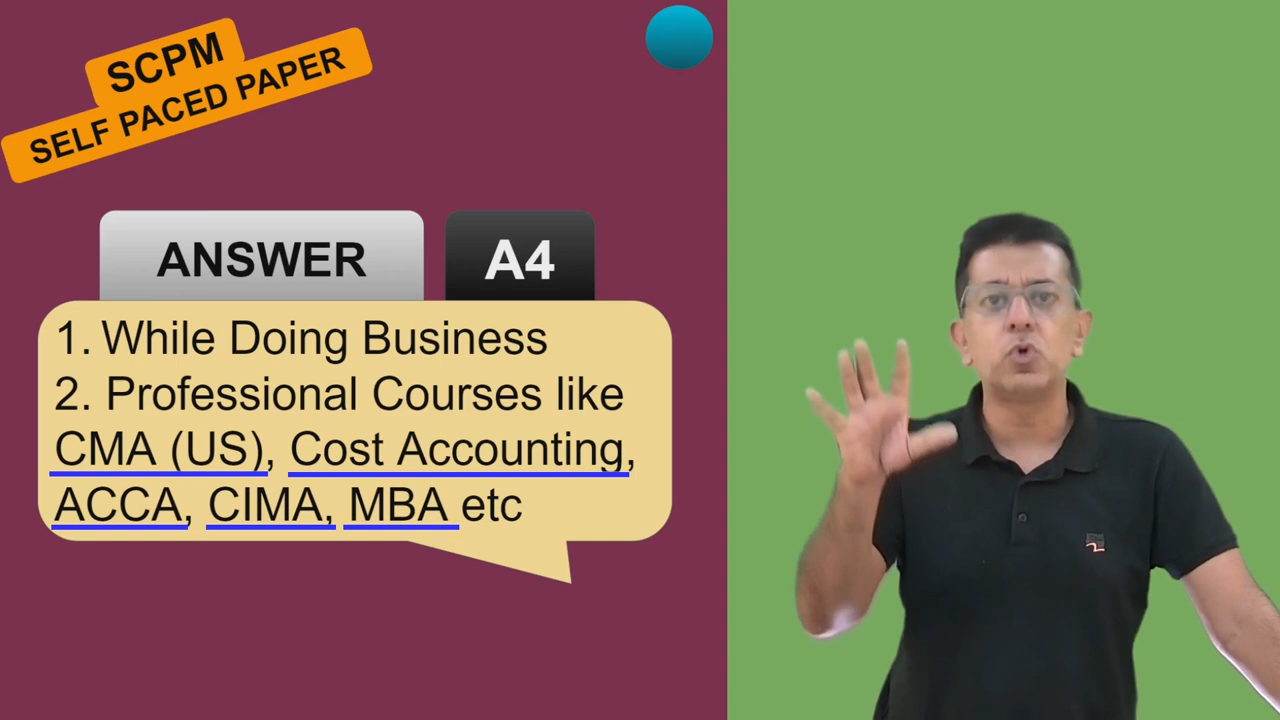 SCPM
SELF PACED PAPER
ANSWER
A4
1. While Doing Business
2. Professional Courses like
CMA (US), Cost Accounting,
ACCA, CIMA, MBA etc